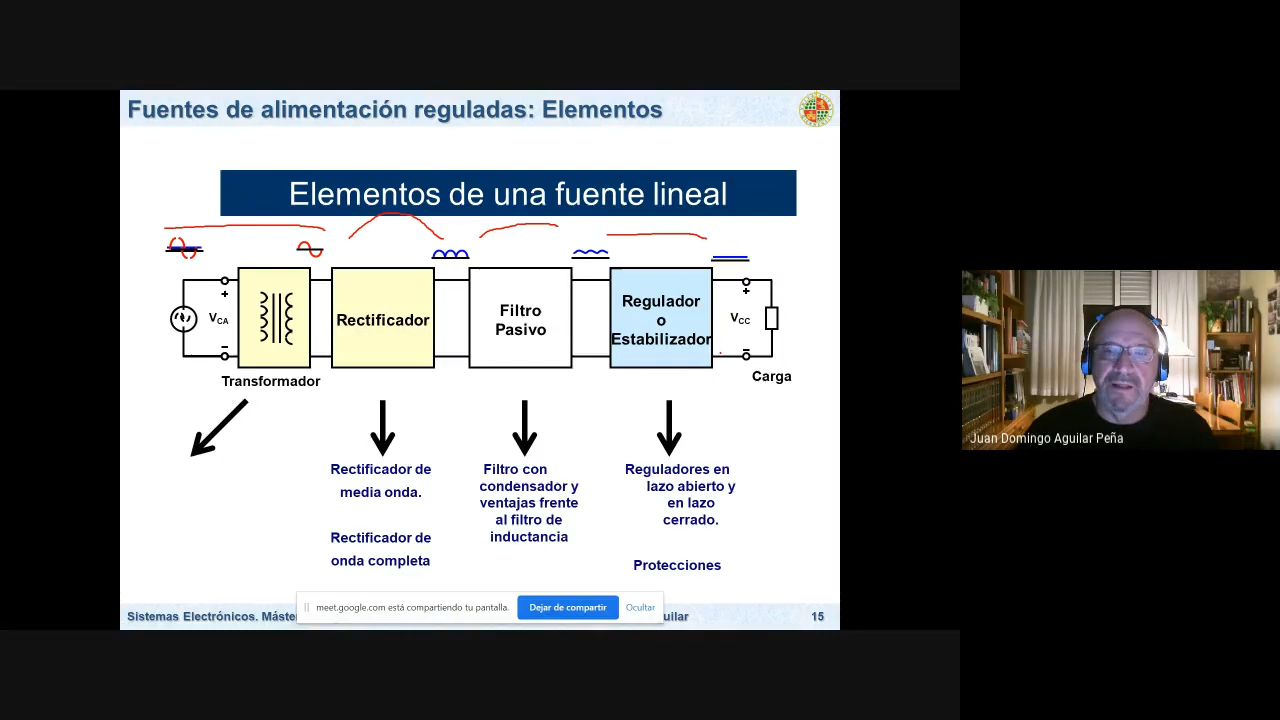 Fuentes de alimentación reguladas: Elementos
Elementos de una fuente lineal
+
VCA
–
Transformador
Rectificador
Filtro
Pasivo
Regulador
o
Estabilizador
+
VCC
–
Carga
Rectificador de
media onda.
Rectificador de
onda completa
Filtro con
condensador y
ventajas frente
al filtro de
inductancia
Reguladores en
lazo abierto y
en lazo
cerrado.
Protecciones
meet.google.com está compartiendo tu pantalla.
Dejar de compartir
Ocultar
Sistemas Electrónicos. Máste
uilar
15
Juan Domingo Aguilar Peña